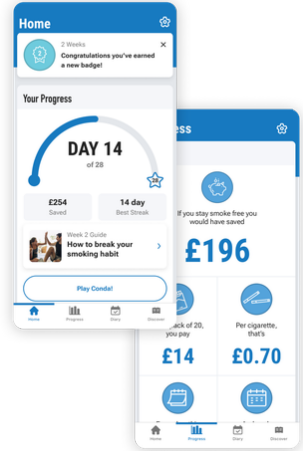 Home
2 Weeks
Congratulations you've earned
a new badge!
2
Your Progress
DAY 14
of 28
28
£254
Saved
14 day
Best Streak
Week 2 Guide
How to break your
smoking habit
Play Conda!
Home
Progress
Diary
Discover
ess
If you stay smoke free you
would have saved
£196
ack of 20,
you pay
£14
Per cigarette,
that's
£0.70
Home
Progress
Diary
Discover